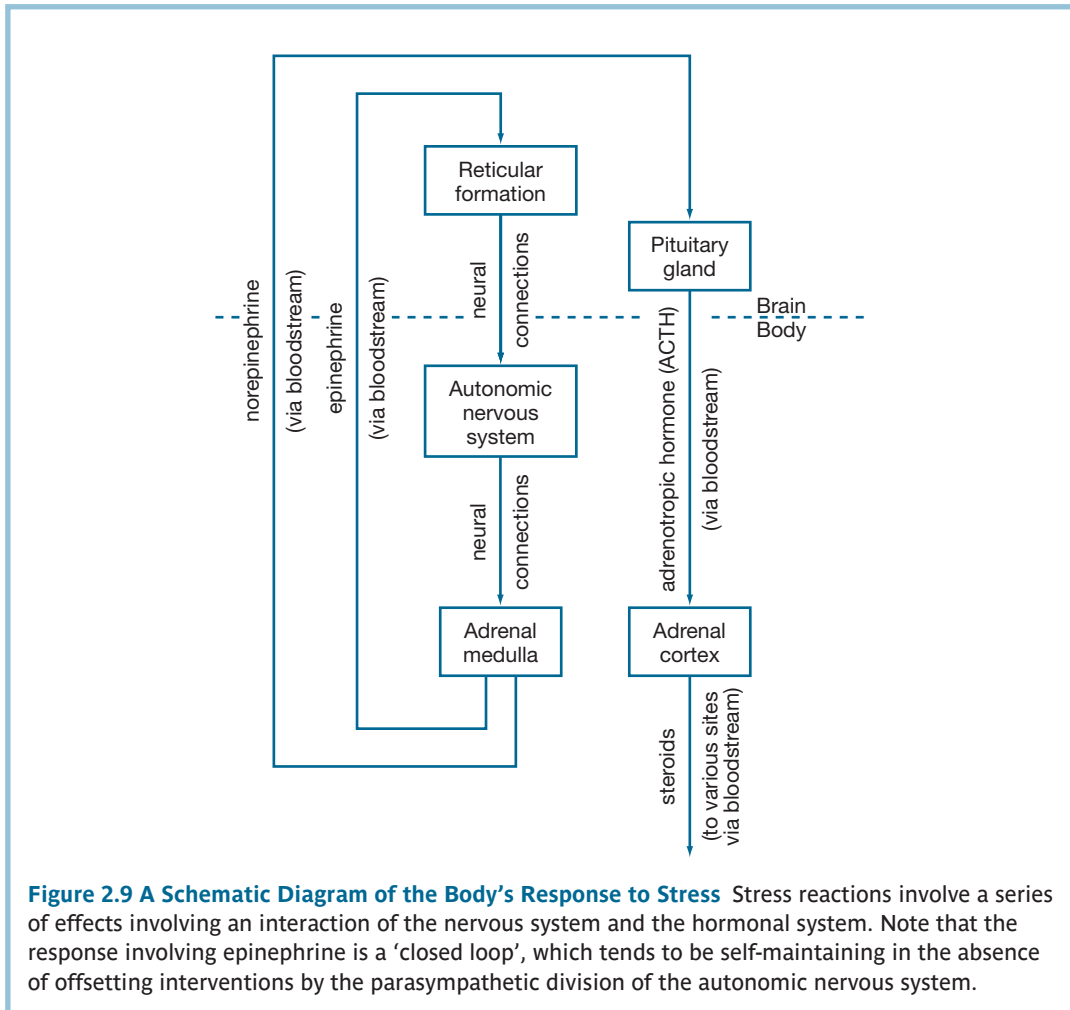 Reticular
formation
Pituitary
gland
Brain
Body
norepinephrine
(via bloodstream)
epinephrine
(via bloodstream)
neural
connections
Autonomic
nervous
system
adrenotropic hormone (ACTH)
(via bloodstream)
neural
connections
Adrenal
medulla
Adrenal
cortex
steroids
(to various sites
via bloodstream)
Figure 2.9 A Schematic Diagram of the Body's Response to Stress Stress reactions involve a series
of effects involving an interaction of the nervous system and the hormonal system. Note that the
response involving epinephrine is a 'closed loop', which tends to be self-maintaining in the absence
of offsetting interventions by the parasympathetic division of the autonomic nervous system.